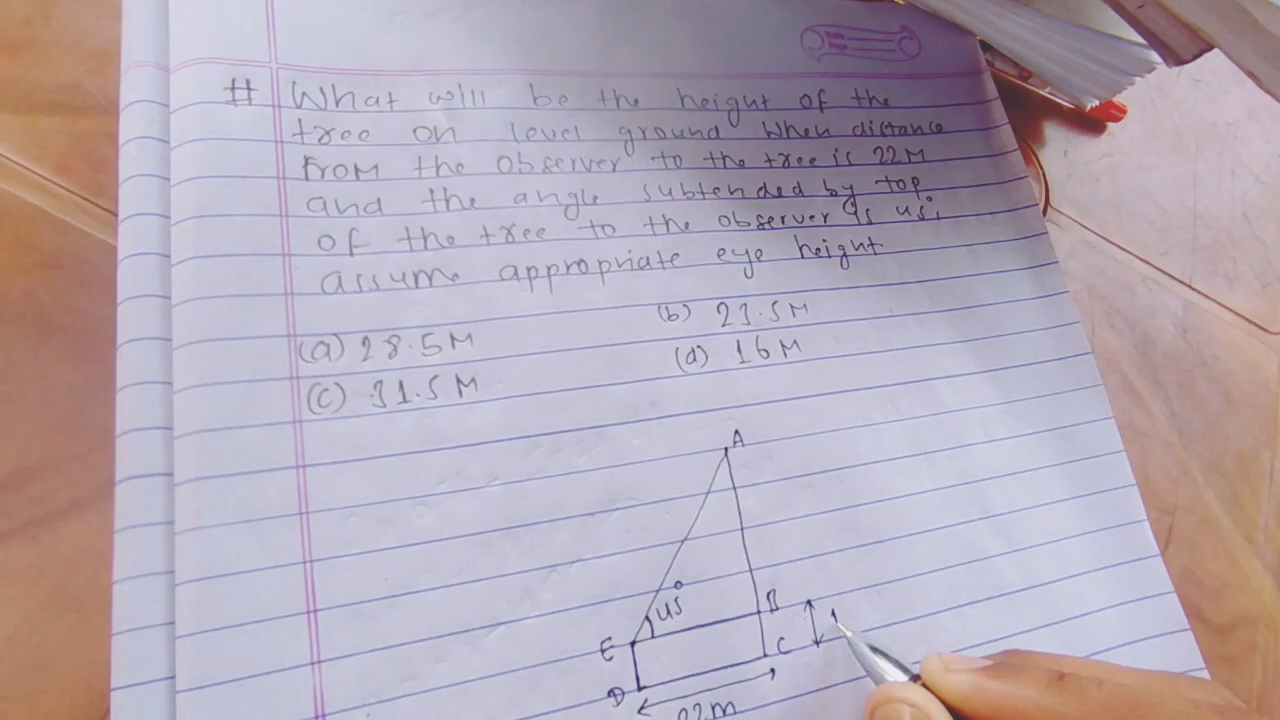 # What will be the height of the
tree on level ground when distance
from the observer to the tree is 22M
and the angle subtended by top
of the tree to the observer is 45°,
assume appropriate eye height
(a) 28.5M
(b) 23.5M
(c) 31.5M
(d) 16M
A
45°
B
1
E
C
D
22m